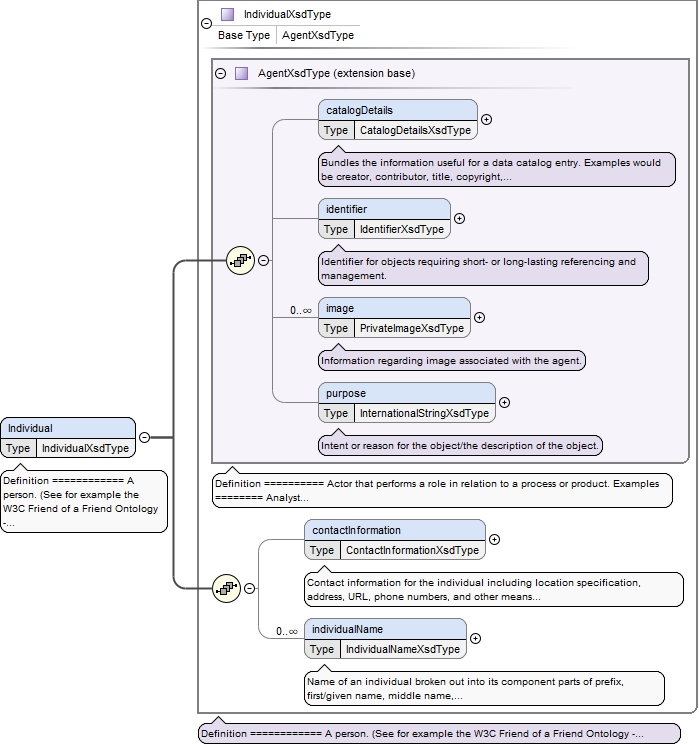 IndividualXsdType
Base Type AgentXsdType
AgentXsdType (extension base)
catalogDetails
Type CatalogDetailsXsdType
Bundles the information useful for a data catalog entry. Examples would
be creator, contributor, title, copyright,...
identifier
Type IdentifierXsdType
Identifier for objects requiring short- or long-lasting referencing and
management.
0..∞
image
Type PrivateImageXsdType
Information regarding image associated with the agent.
purpose
Type InternationalStringXsdType
Intent or reason for the object/the description of the object.
Individual
Type IndividualXsdType
Definition ============ A
person. (See for example the
W3C Friend of a Friend Ontology
-...
Definition ========== Actor that performs a role in relation to a process or product. Examples
======== Analyst...
contactInformation
Type ContactInformationXsdType
Contact information for the individual including location specification,
address, URL, phone numbers, and other means...
0..∞
individualName
Type IndividualNameXsdType
Name of an individual broken out into its component parts of prefix,
first/given name, middle name,...
Definition ============ A person. (See for example the W3C Friend of a Friend Ontology -...